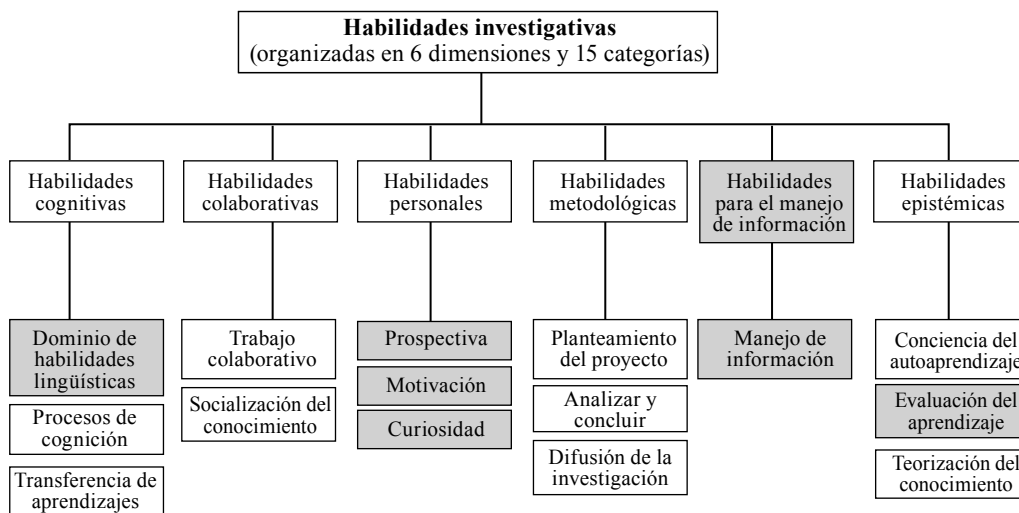 Habilidades investigativas
(organizadas en 6 dimensiones y 15 categorías)
Habilidades
cognitivas
Habilidades
colaborativas
Habilidades
personales
Habilidades
metodológicas
Habilidades
para el manejo
de información
Habilidades
epistémicas
Dominio de
habilidades
lingüísticas
Procesos de
cognición
Transferencia de
aprendizajes
Trabajo
colaborativo
Socialización del
conocimiento
Prospectiva
Motivación
Curiosidad
Planteamiento
del proyecto
Analizar y
concluir
Difusión de la
investigación
Manejo de
información
Conciencia del
autoaprendizaje
Evaluación del
aprendizaje
Teorización del
conocimiento